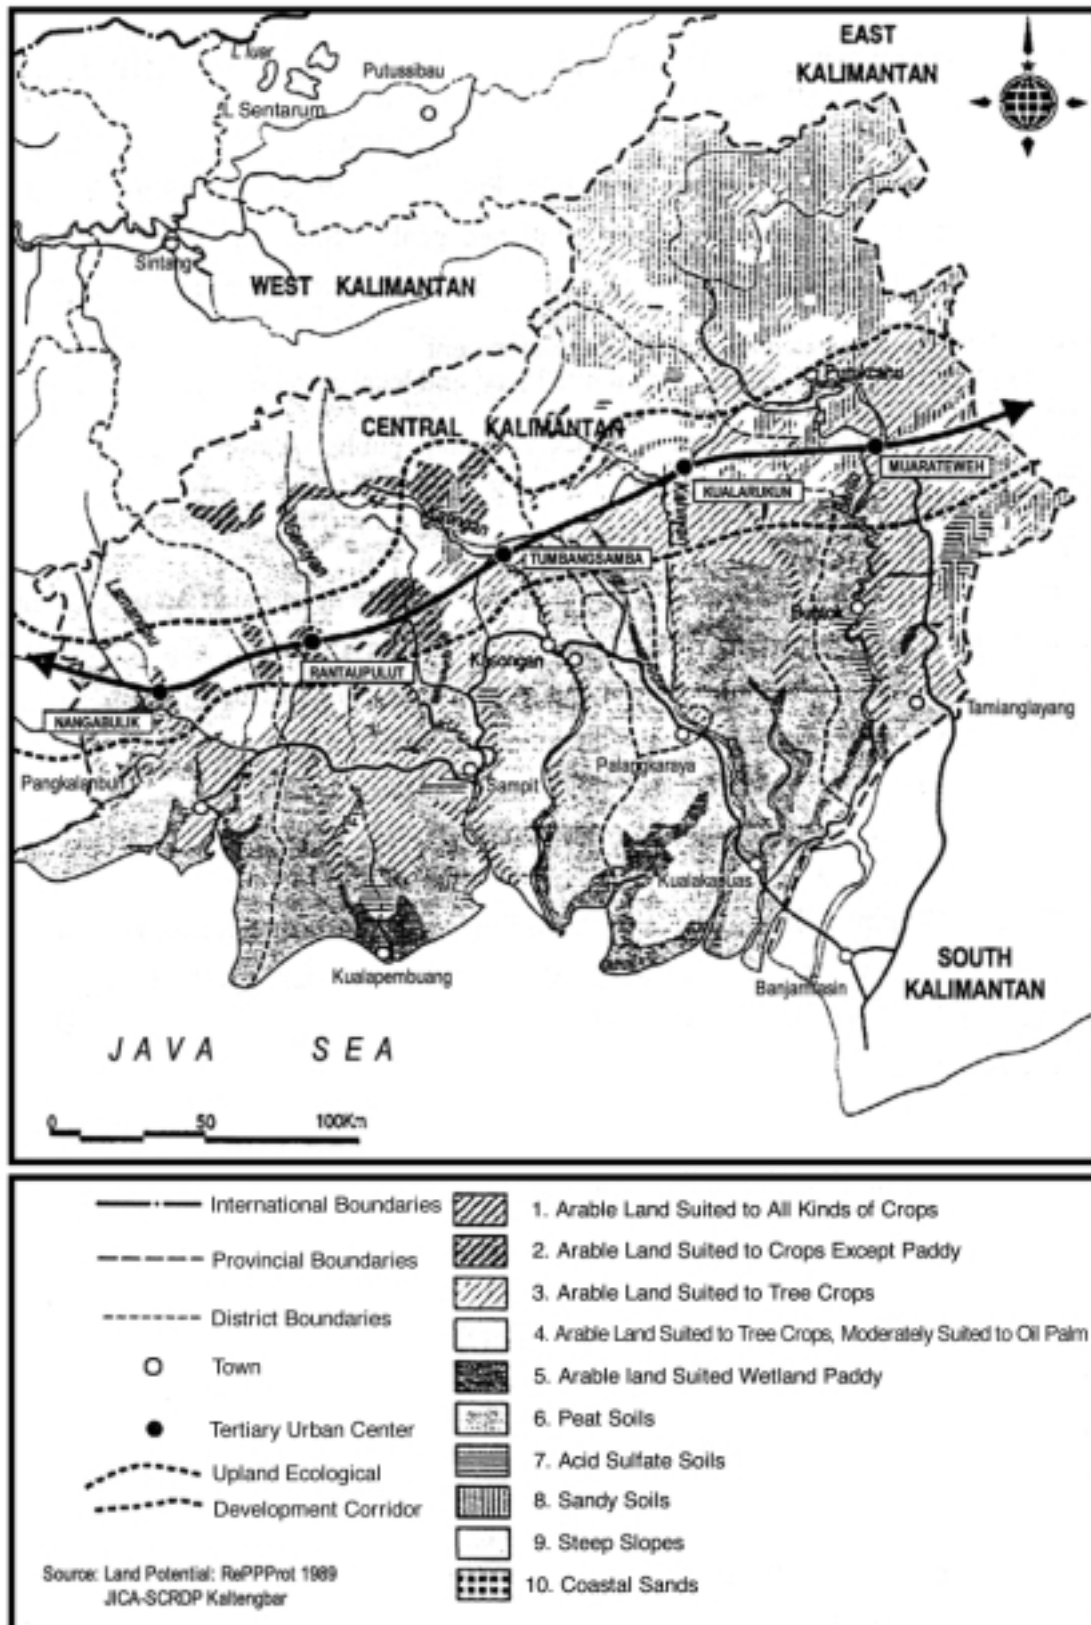 EAST
KALIMANTAN
L luar
Putussibau
L Sentarum
Sintang
WEST KALIMANTAN
CENTRAL KALIMANTAN
MUARATEWEH
KUALARUKUN
TUMBANGSAMBA
Buntok
Kasongan
RANTAUPULUT
NANGABULIK
Tamianglayang
Pangkalanbun
Palangkaraya
Sampit
Kualakapuas
Kualapembuang
Banjarmasin
SOUTH
KALIMANTAN
JAVA SEA
0 50 100Km
International Boundaries
Provincial Boundaries
District Boundaries
Town
Tertiary Urban Center
Upland Ecological
Development Corridor
Source: Land Potential: RePPProt 1989
JICA-SCRDP Kaltengbar
1. Arable Land Suited to All Kinds of Crops
2. Arable Land Suited to Crops Except Paddy
3. Arable Land Suited to Tree Crops
4. Arable Land Suited to Tree Crops, Moderately Suited to Oil Palm
5. Arable land Suited Wetland Paddy
6. Peat Soils
7. Acid Sulfate Soils
8. Sandy Soils
9. Steep Slopes
10. Coastal Sands